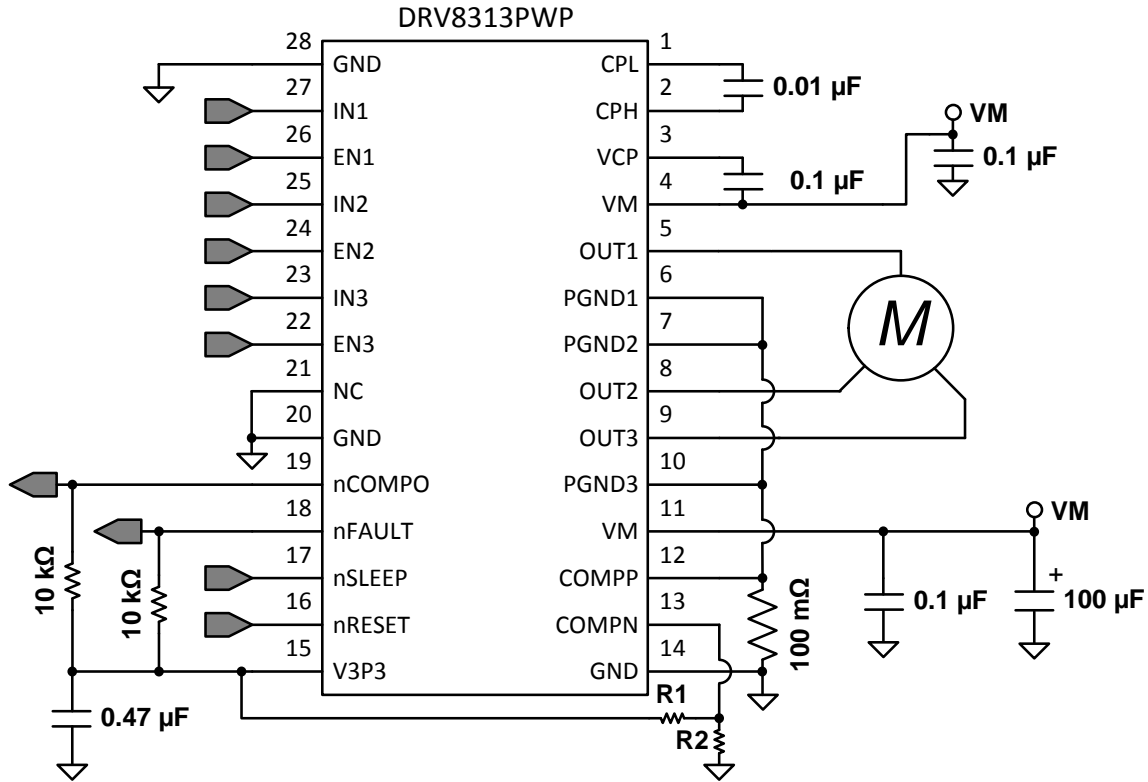 DRV8313PWP
28 GND CPL 1
27 IN1 CPH 2
0.01 µF
26 EN1 VCP 3
VM
0.1 µF
25 IN2 VM 4
0.1 µF
24 EN2 OUT1 5
23 IN3 PGND1 6
22 EN3 PGND2 7
M
21 NC OUT2 8
20 GND OUT3 9
19 nCOMPO PGND3 10
18 nFAULT VM 11
VM
17 nSLEEP COMPP 12
16 nRESET COMPN 13
15 V3P3 GND 14
10 kΩ
10 kΩ
100 mΩ
0.1 µF
+
100 µF
0.47 µF
R1
R2